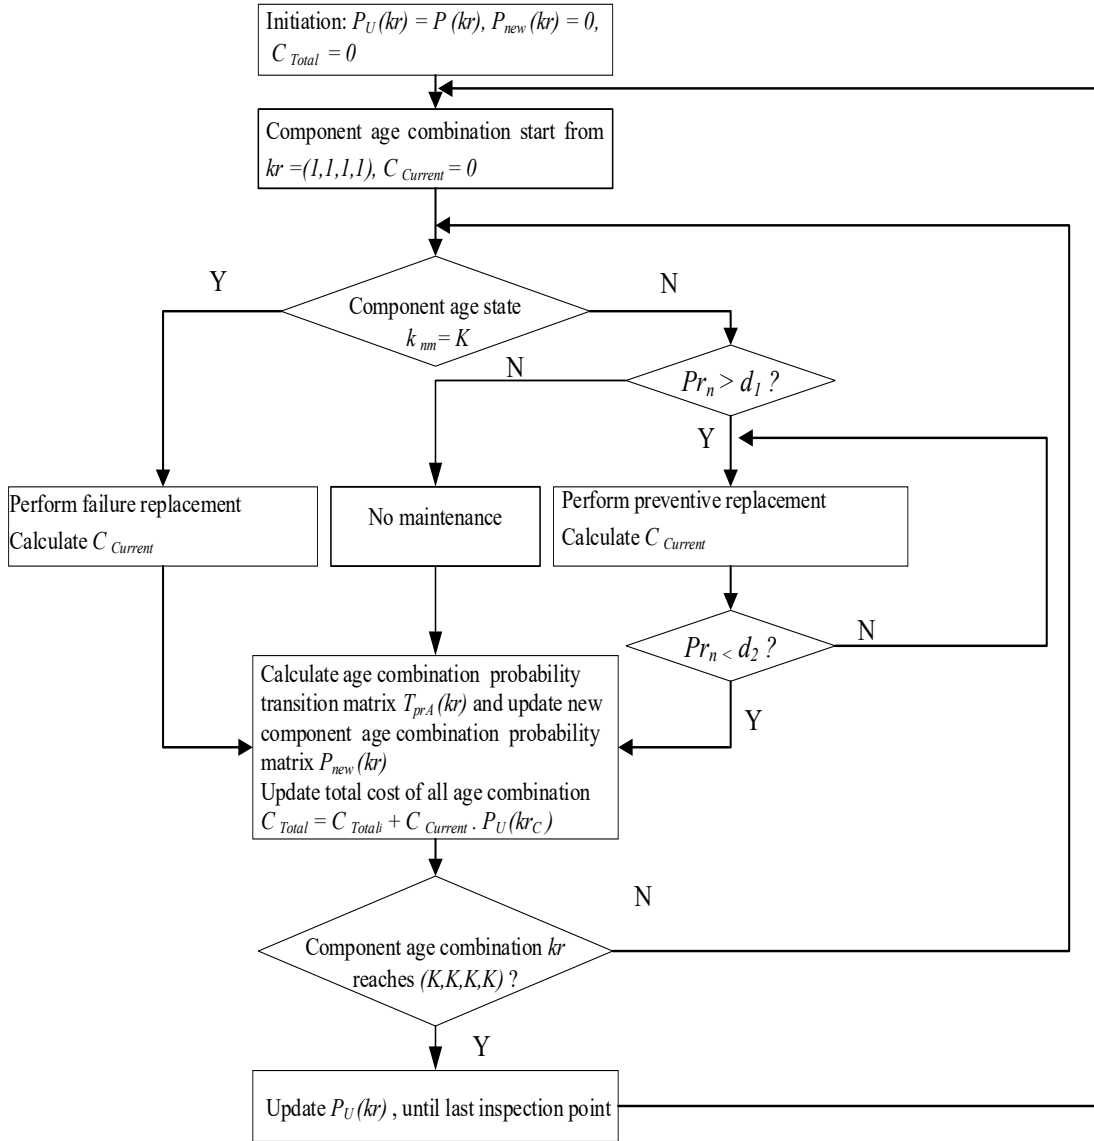 Initiation: P_U(kr) = P(kr), P_new(kr) = 0,
C_Total = 0
Component age combination start from
kr =(1,1,1,1), C_Current = 0
Y
N
Component age state
k_nm = K
N
Pr_n > d_1 ?
Y
Perform failure replacement
Calculate C_Current
No maintenance
Perform preventive replacement
Calculate C_Current
Pr_n < d_2 ?
N
Y
Calculate age combination probability
transition matrix T_prA(kr) and update new
component age combination probability
matrix P_new(kr)
Update total cost of all age combination
C_Total = C_Totali + C_Current . P_U(kr_C)
N
Component age combination kr
reaches (K,K,K,K) ?
Y
Update P_U(kr) , until last inspection point